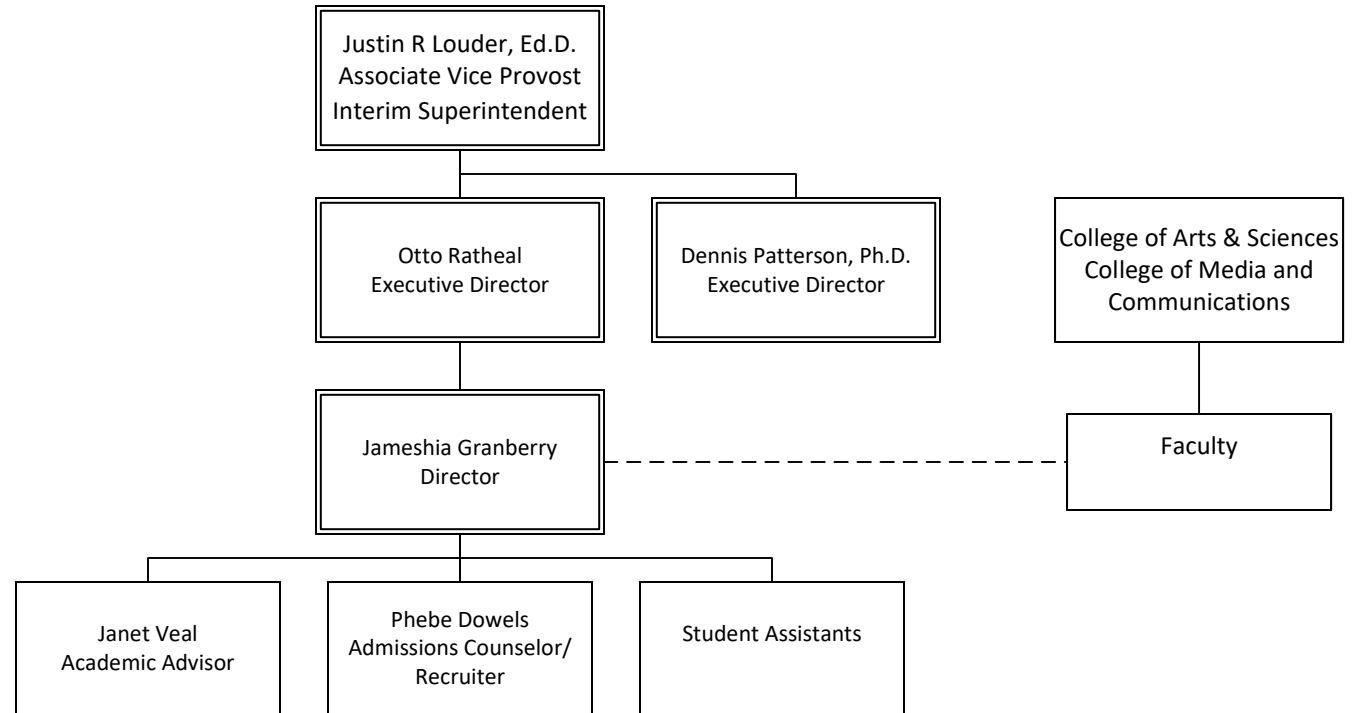 Justin R Louder, Ed.D.
Associate Vice Provost
Interim Superintendent
Otto Ratheal
Executive Director
Dennis Patterson, Ph.D.
Executive Director
College of Arts & Sciences
College of Media and
Communications
Jameshia Granberry
Director
Faculty
Janet Veal
Academic Advisor
Phebe Dowels
Admissions Counselor/
Recruiter
Student Assistants